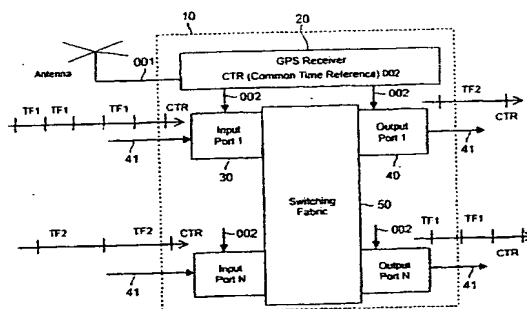 10
20
GPS Receiver
CTR (Common Time Reference) 002
Antenna
001
002
002
TF2
CTR
TF1 TF1 TF1
CTR
41
Input
Port 1
30
Output
Port 1
40
41
Switching
Fabric
50
TF2 TF2
CTR
002
002
TF1 TF1
CTR
41
Input
Port N
Output
Port N
41